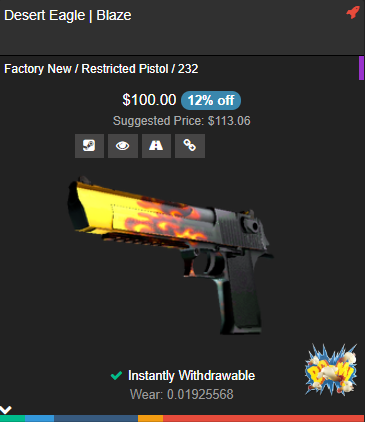 Desert Eagle | Blaze
Factory New / Restricted Pistol / 232
$100.00 12% off
Suggested Price: $113.06
POW
Instantly Withdrawable
Wear: 0.01925568